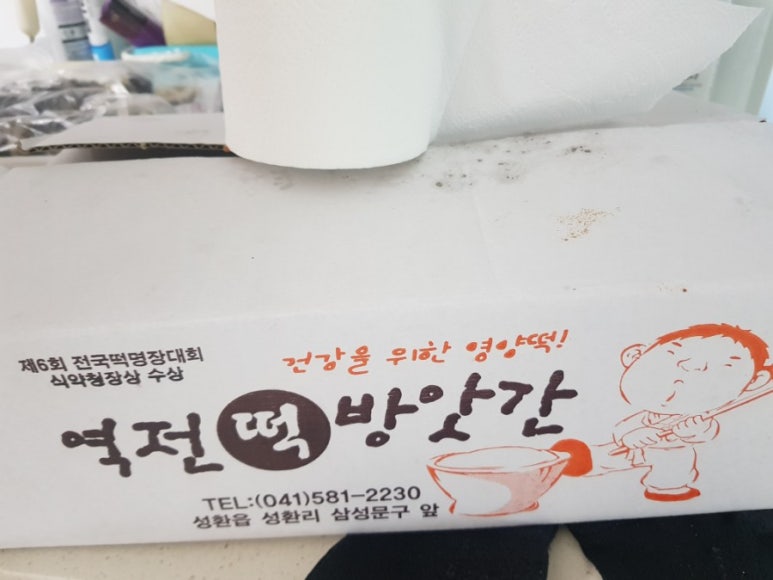 제6회 전국떡명장대회
식약청장상 수상
건강을 위한 영양떡!
역전떡방앗간
TEL:(041)581-2230
성환읍 성환리 삼성문구 앞